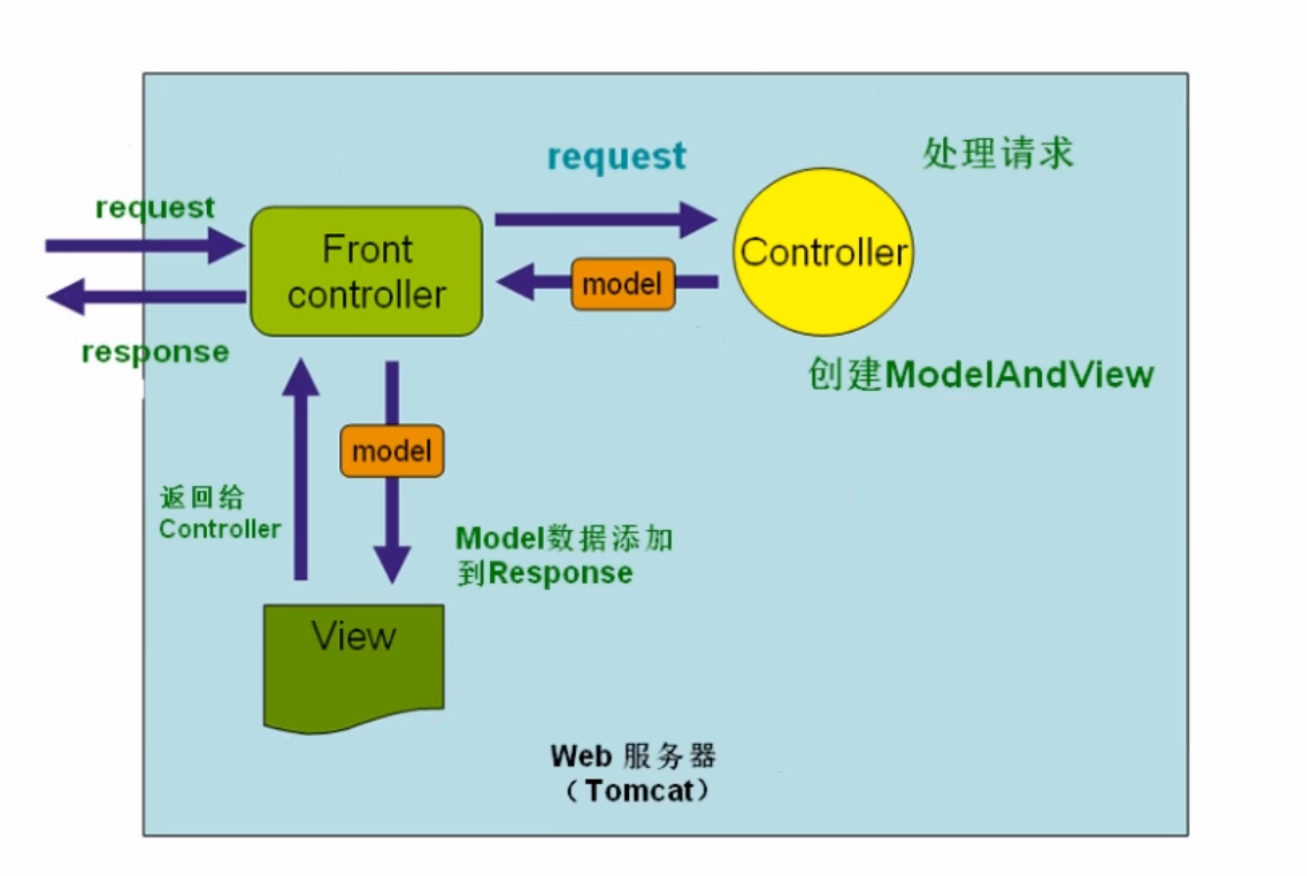 request
处理请求
request
Front
controller
Controller
model
response
创建ModelAndView
model
返回给
Controller
Model数据添加
到Response
View
Web 服务器
（Tomcat）